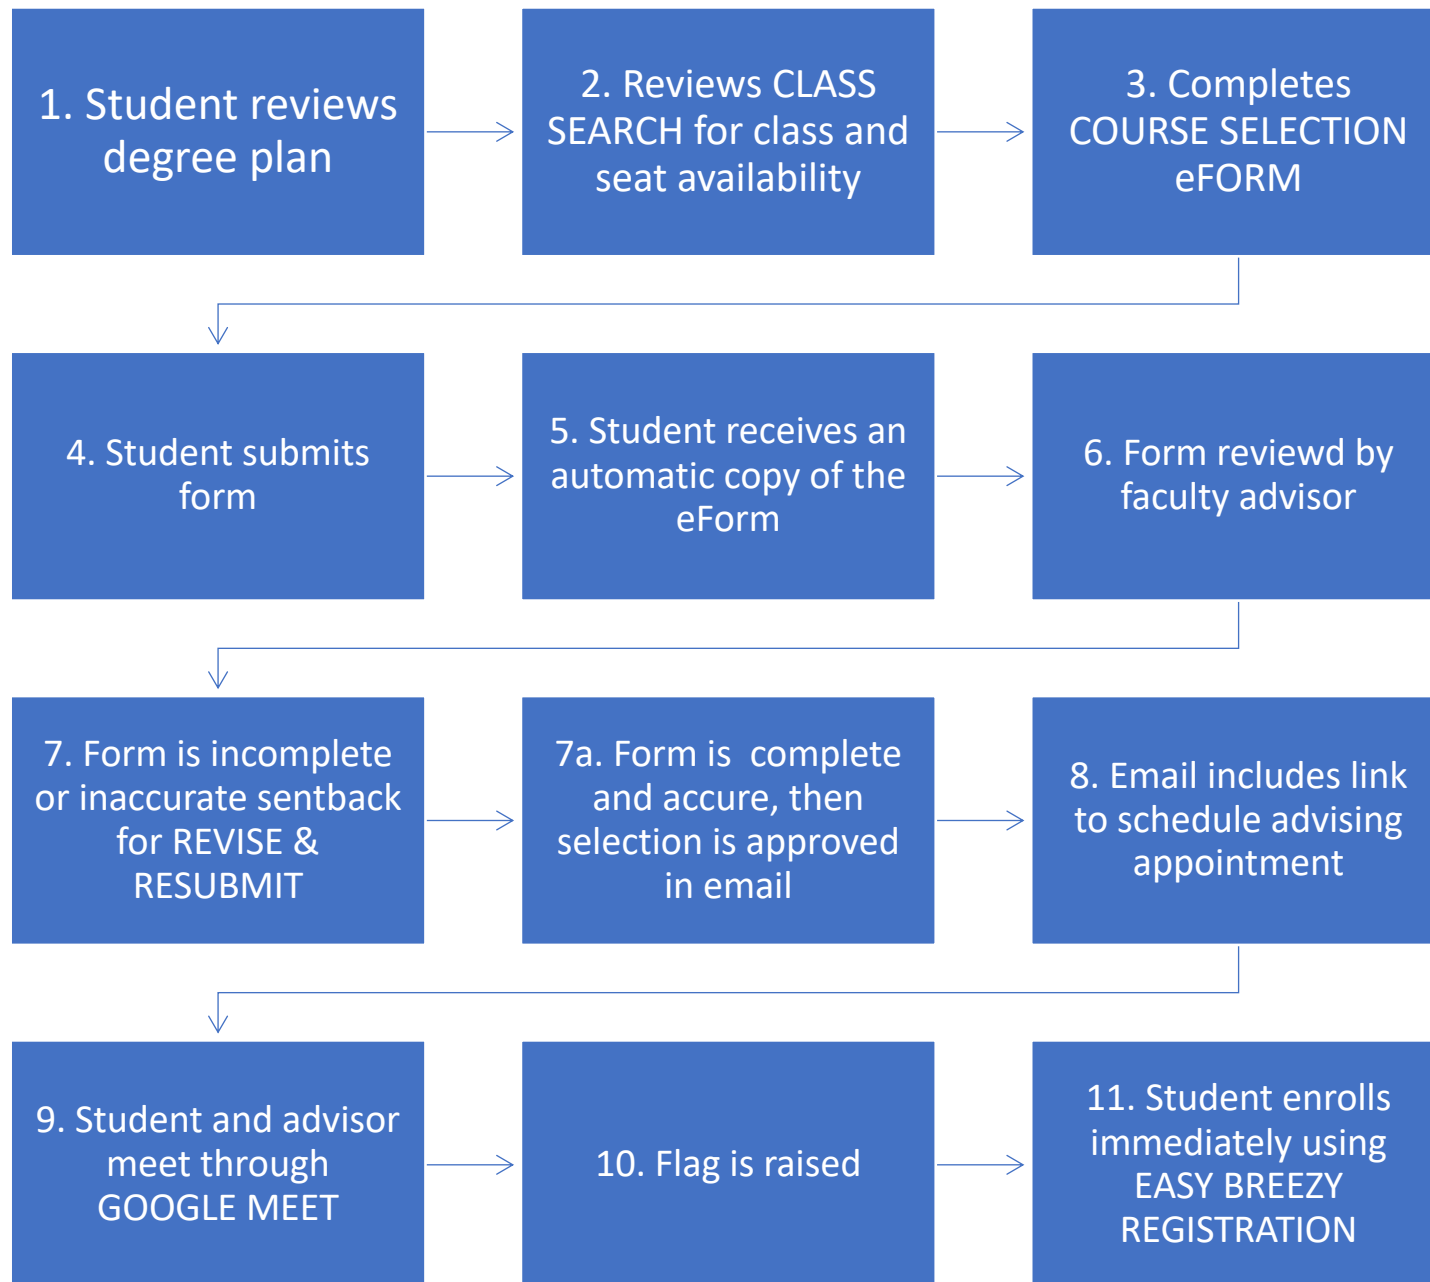 1. Student reviews
degree plan
2. Reviews CLASS
SEARCH for class and
seat availability
3. Completes
COURSE SELECTION
eFORM
4. Student submits
form
5. Student receives an
automatic copy of the
eForm
6. Form reviewd by
faculty advisor
7. Form is incomplete
or inaccurate sentback
for REVISE &
RESUBMIT
7a. Form is  complete
and accure, then
selection is approved
in email
8. Email includes link
to schedule advising
appointment
9. Student and advisor
meet through
GOOGLE MEET
10. Flag is raised
11. Student enrolls
immediately using
EASY BREEZY
REGISTRATION